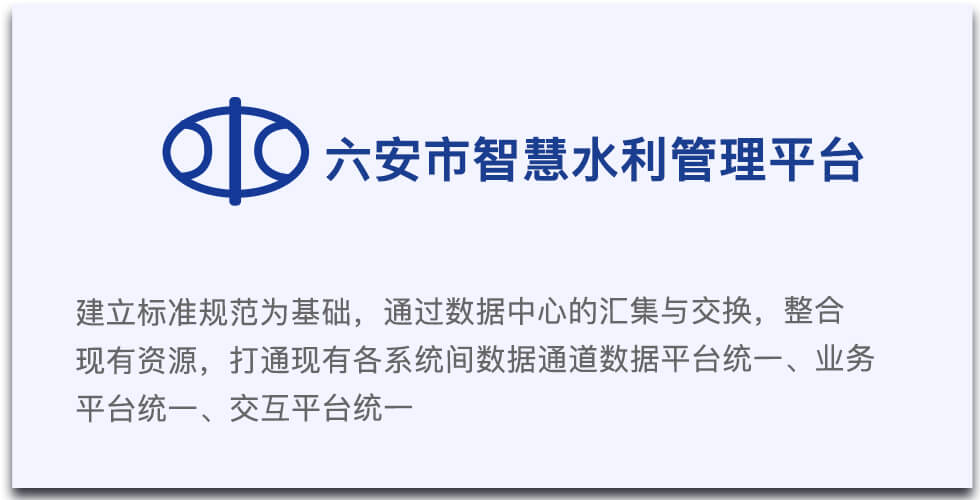 六安市智慧水利管理平台
建立标准规范为基础，通过数据中心的汇集与交换，整合
现有资源，打通现有各系统间数据通道数据平台统一、业务
平台统一、交互平台统一